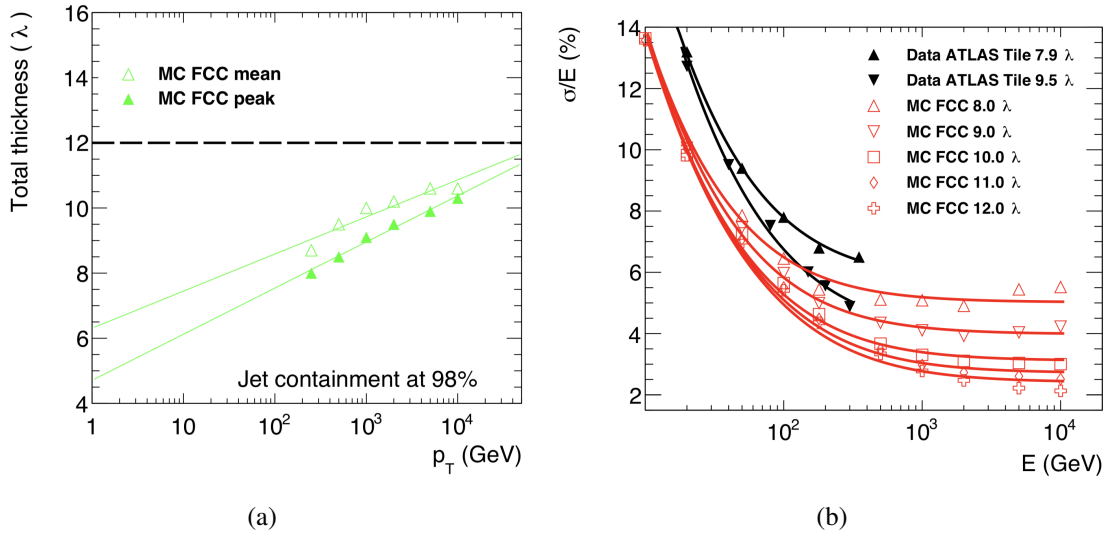 16
14
12
10
8
6
4
Total thickness ( λ )
MC FCC mean
MC FCC peak
Jet containment at 98%
1
10
10²
10³
10⁴
p_T (GeV)
(a)
14
12
10
8
6
4
2
σ/E (%)
Data ATLAS Tile 7.9 λ
Data ATLAS Tile 9.5 λ
MC FCC 8.0 λ
MC FCC 9.0 λ
MC FCC 10.0 λ
MC FCC 11.0 λ
MC FCC 12.0 λ
10²
10³
10⁴
E (GeV)
(b)